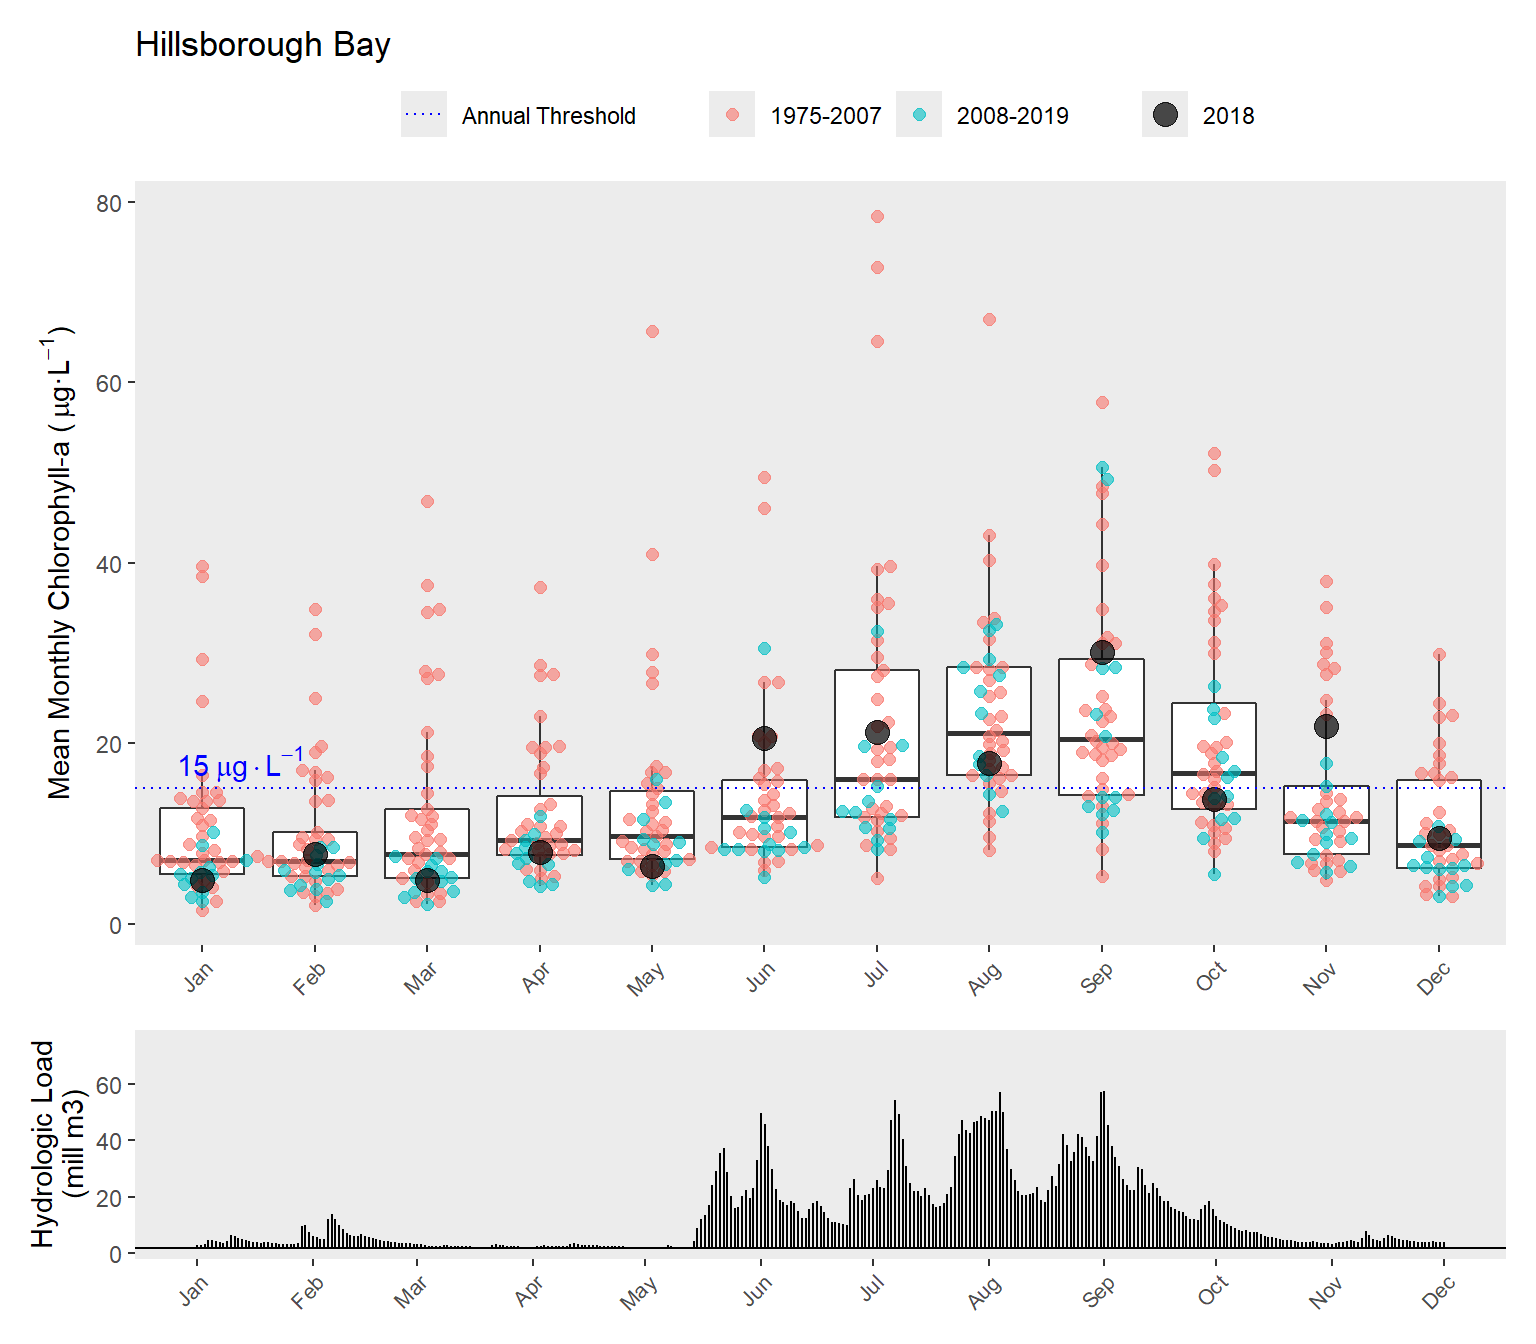 Hillsborough Bay
Annual Threshold 1975-2007 2008-2019 2018
Mean Monthly Chlorophyll-a ( μg·L⁻¹)
80
60
40
20
0
15 μg·L⁻¹
Jan Feb Mar Apr May Jun Jul Aug Sep Oct Nov Dec
Hydrologic Load
(mill m3)
60
40
20
0
Jan Feb Mar Apr May Jun Jul Aug Sep Oct Nov Dec